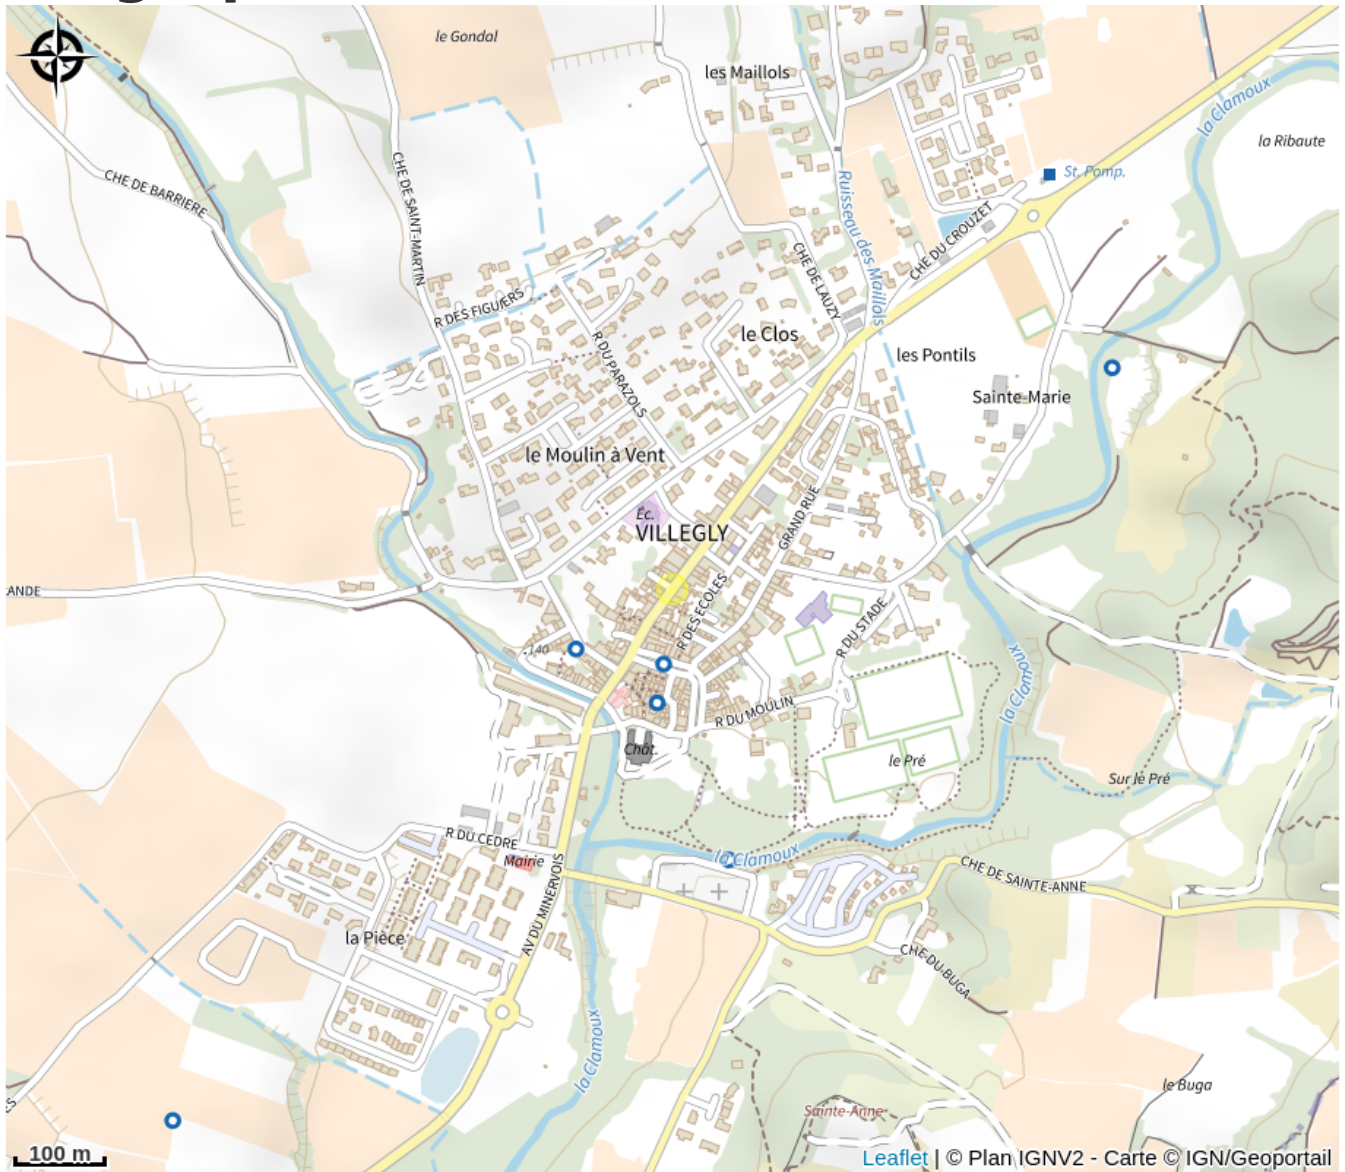 le Gondal
les Maillols
la Clamoux
la Ribaute
St. Pomp.
CHE DE BARRIERE
CHE DE SAINT-MARTIN
Ruisseau des Maillols
CHE DU CROUZET
CHE DE LAUZY
R DES FIGUIERS
le Clos
R DU PARAZOLS
les Pontils
Sainte-Marie
le Moulin à Vent
Éc.
VILLEGLY
GRAND RUE
ANDE
R DES ECOLES
R DU STADE
140
la Clamoux
R DU MOULIN
Chât.
le Pré
Sur le Pré
R DU CEDRE
Mairie
la Clamoux
CHE DE SAINTE-ANNE
AV DU MINERVOIS
la Pièce
CHE DU BUGA
la Clamoux
le Buga
Sainte-Anne
100 m
Leaflet | © Plan IGNV2 - Carte © IGN/Geoportail